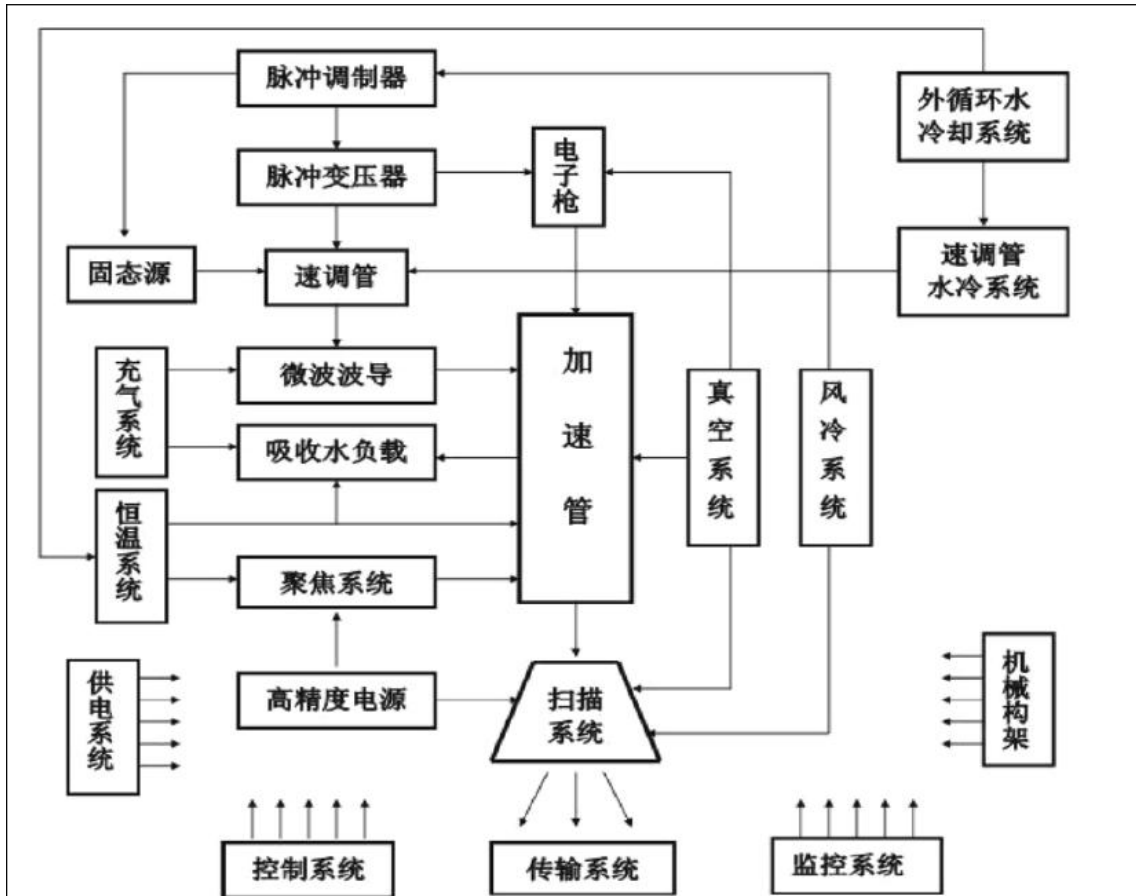 脉冲调制器
外循环水
冷却系统
脉冲变压器
电子枪
固态源
速调管
速调管
水冷系统
充气系统
微波波导
加速管
真空系统
风冷系统
吸收水负载
恒温系统
聚焦系统
供电系统
高精度电源
扫描
系统
机械构架
控制系统
传输系统
监控系统